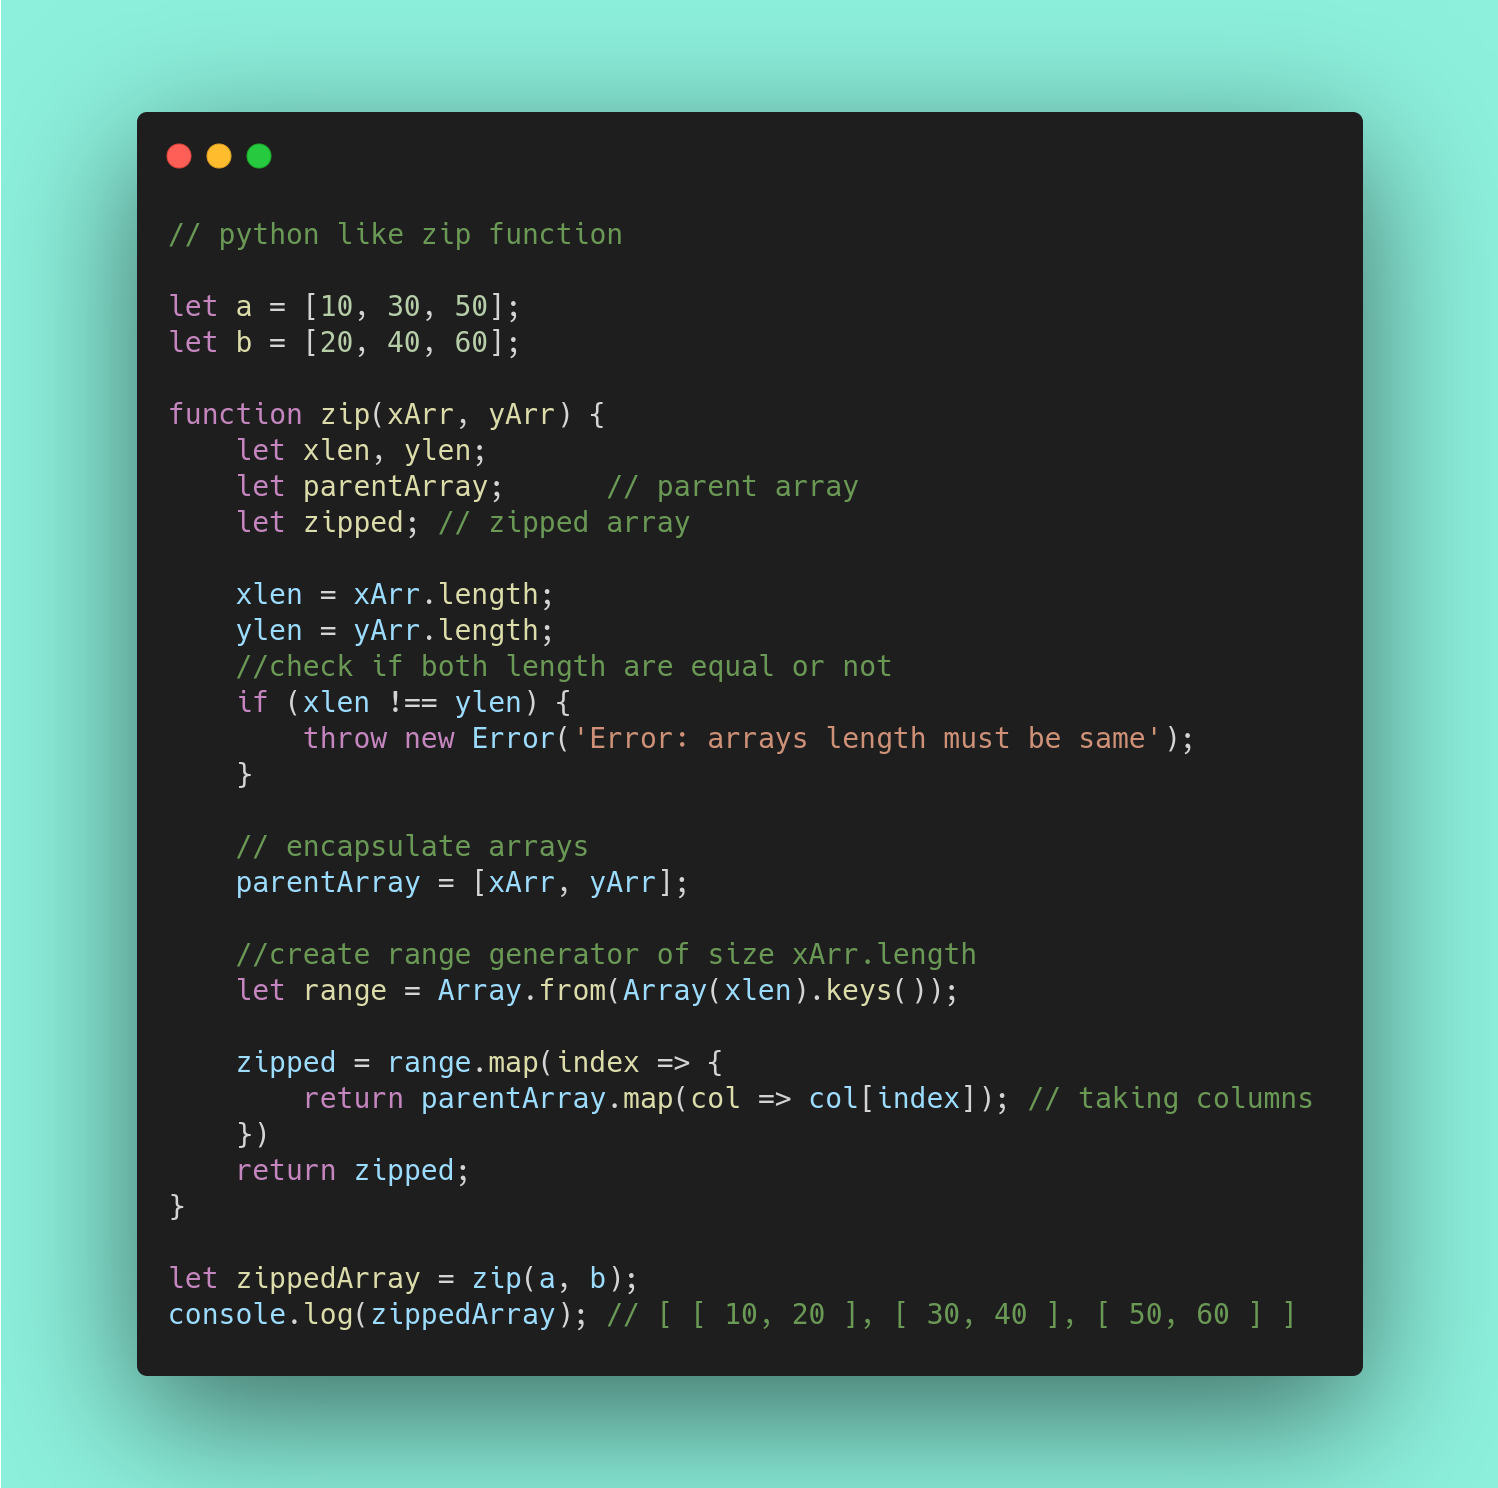 // python like zip function

let a = [10, 30, 50];
let b = [20, 40, 60];

function zip(xArr, yArr) {
    let xlen, ylen;
    let parentArray;      // parent array
    let zipped; // zipped array

    xlen = xArr.length;
    ylen = yArr.length;
    //check if both length are equal or not
    if (xlen !== ylen) {
        throw new Error('Error: arrays length must be same');
    }

    // encapsulate arrays
    parentArray = [xArr, yArr];

    //create range generator of size xArr.length
    let range = Array.from(Array(xlen).keys());

    zipped = range.map(index => {
        return parentArray.map(col => col[index]); // taking columns
    })
    return zipped;
}

let zippedArray = zip(a, b);
console.log(zippedArray); // [ [ 10, 20 ], [ 30, 40 ], [ 50, 60 ] ]